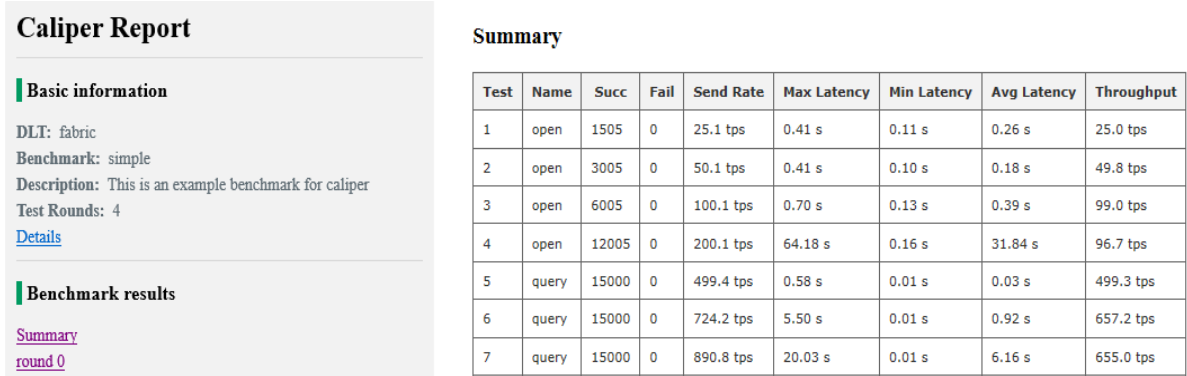 Caliper Report
Basic information
DLT: fabric
Benchmark: simple
Description: This is an example benchmark for caliper
Test Rounds: 4
Details
Benchmark results
Summary
round 0
Summary
Test Name Succ Fail Send Rate Max Latency Min Latency Avg Latency Throughput
1 open 1505 0 25.1 tps 0.41 s 0.11 s 0.26 s 25.0 tps
2 open 3005 0 50.1 tps 0.41 s 0.10 s 0.18 s 49.8 tps
3 open 6005 0 100.1 tps 0.70 s 0.13 s 0.39 s 99.0 tps
4 open 12005 0 200.1 tps 64.18 s 0.16 s 31.84 s 96.7 tps
5 query 15000 0 499.4 tps 0.58 s 0.01 s 0.03 s 499.3 tps
6 query 15000 0 724.2 tps 5.50 s 0.01 s 0.92 s 657.2 tps
7 query 15000 0 890.8 tps 20.03 s 0.01 s 6.16 s 655.0 tps